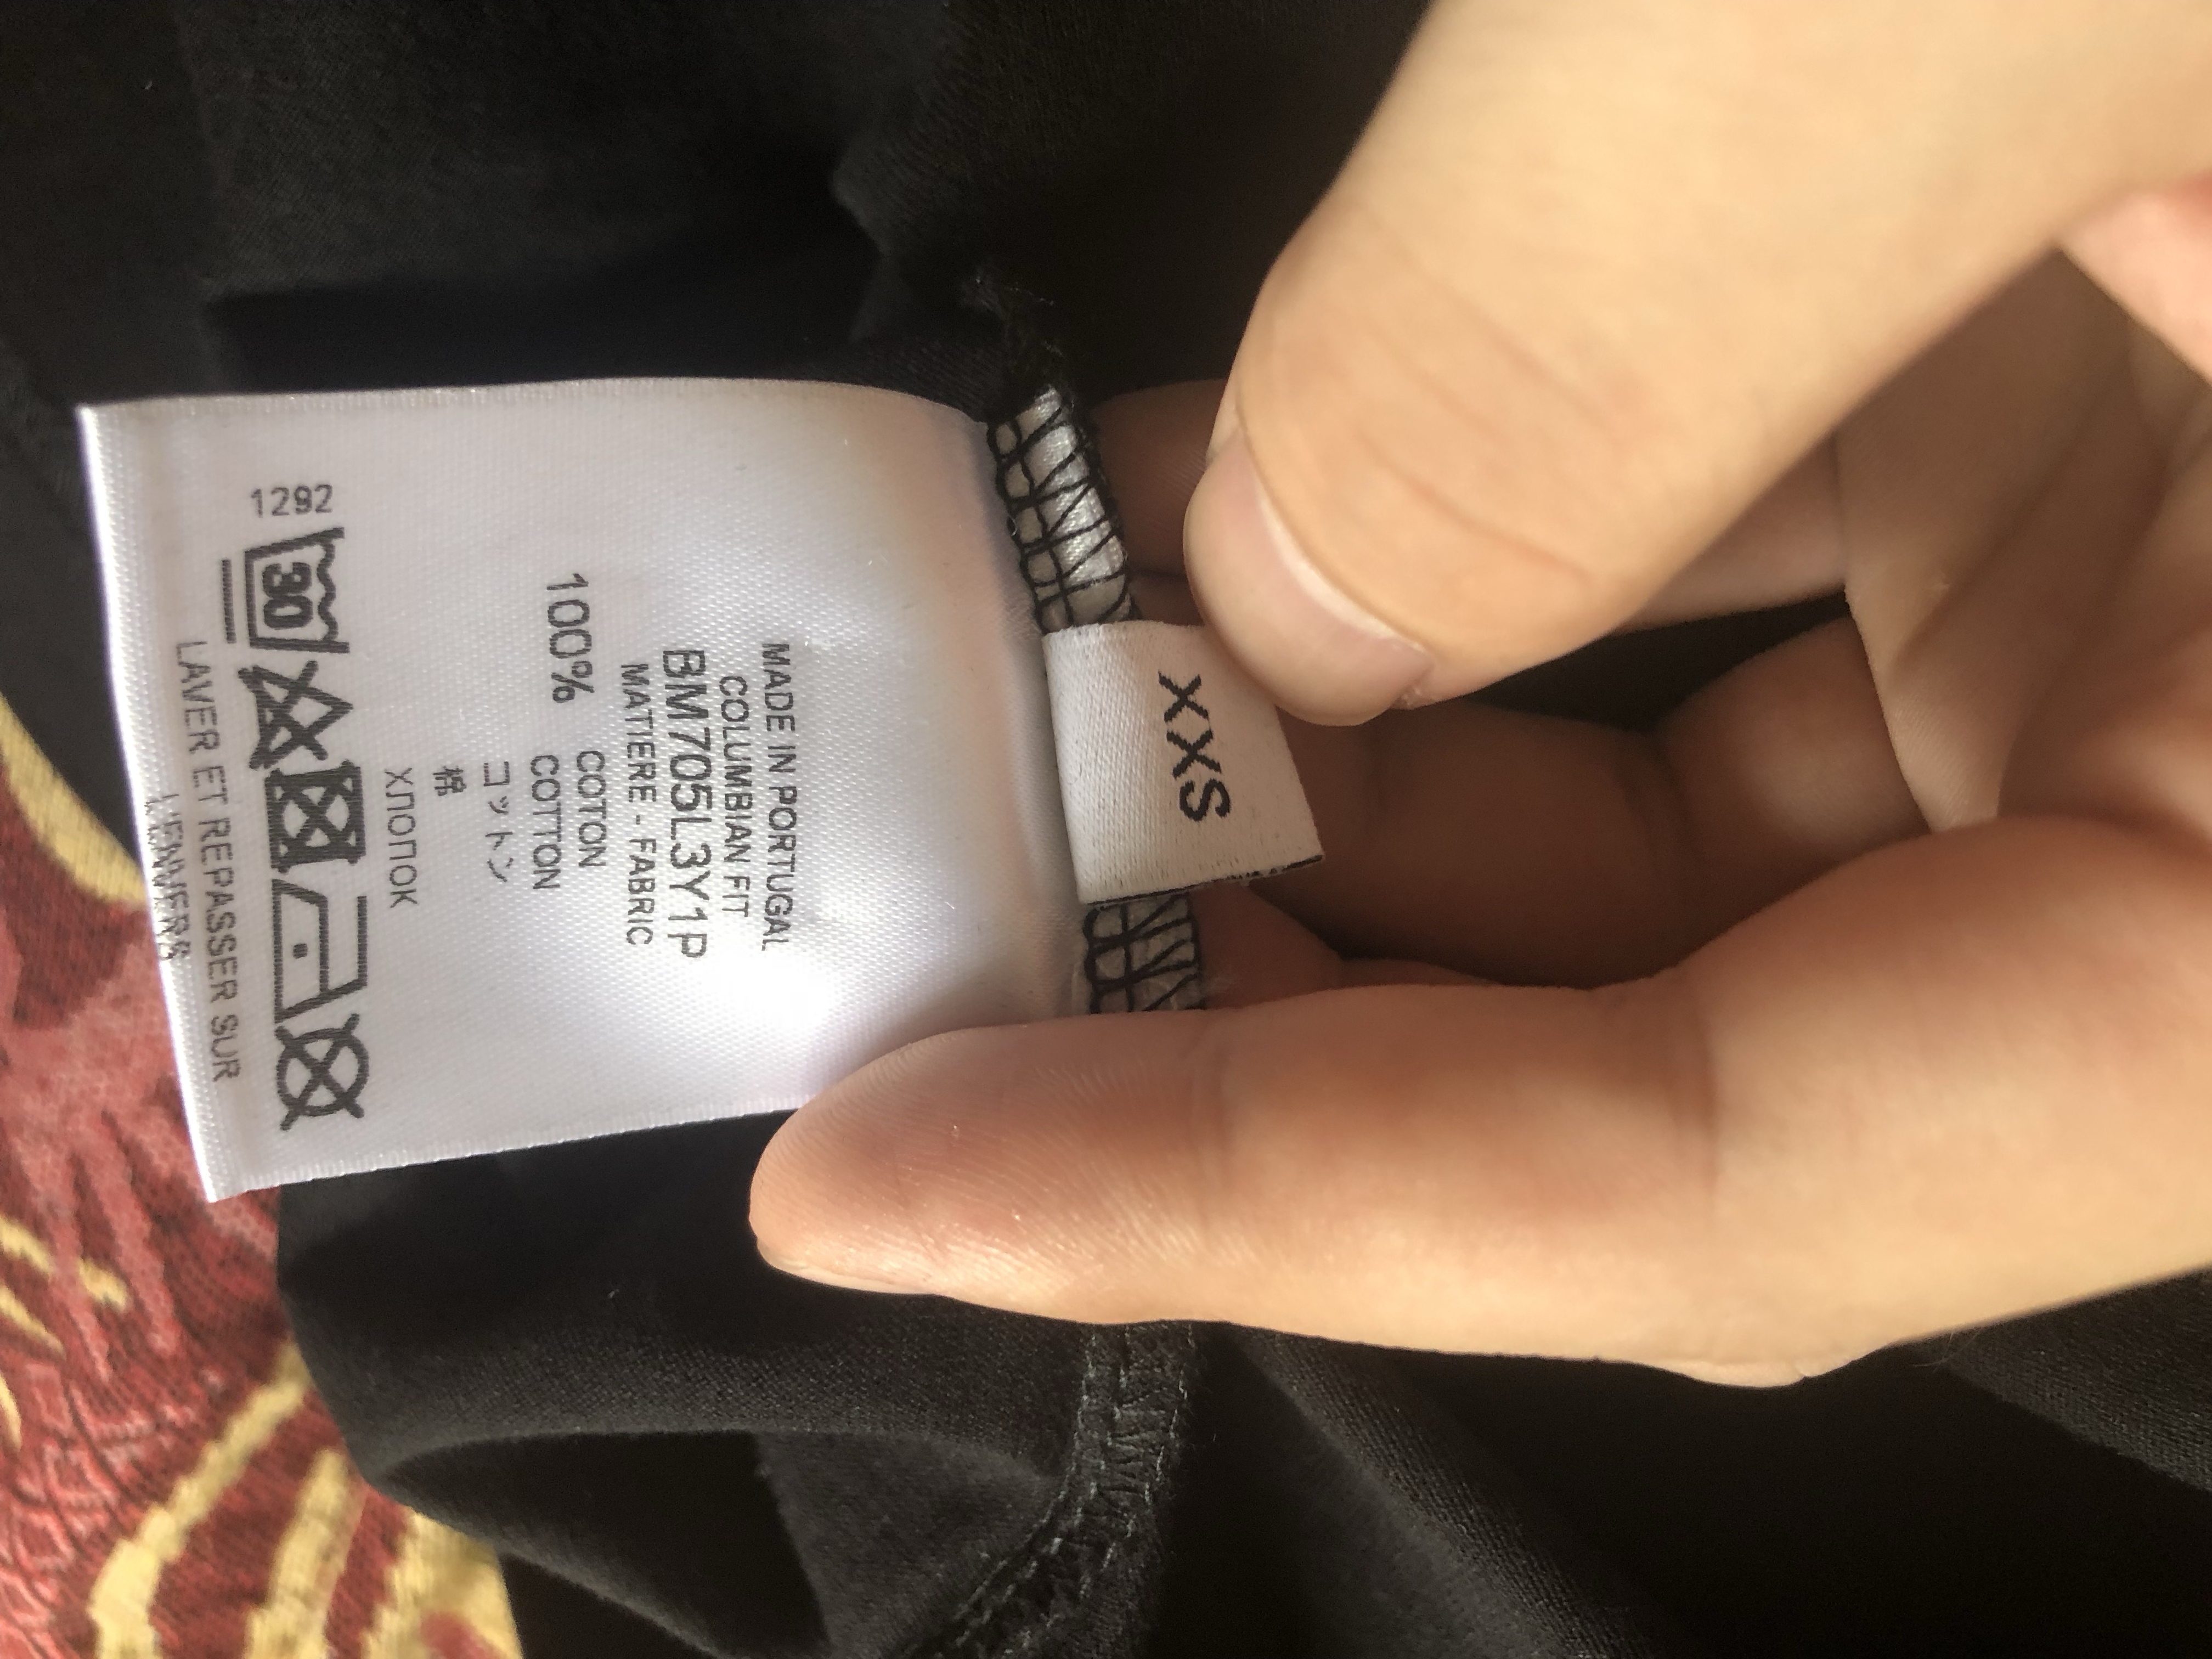 XXS
MADE IN PORTUGAL
COLUMBIAN FIT
BM705L3Y1P
MATIERE - FABRIC
100% COTON
COTTON
コットン
棉
ХЛОПОК
1292
30
LAVER ET REPASSER SUR
L'ENVERS